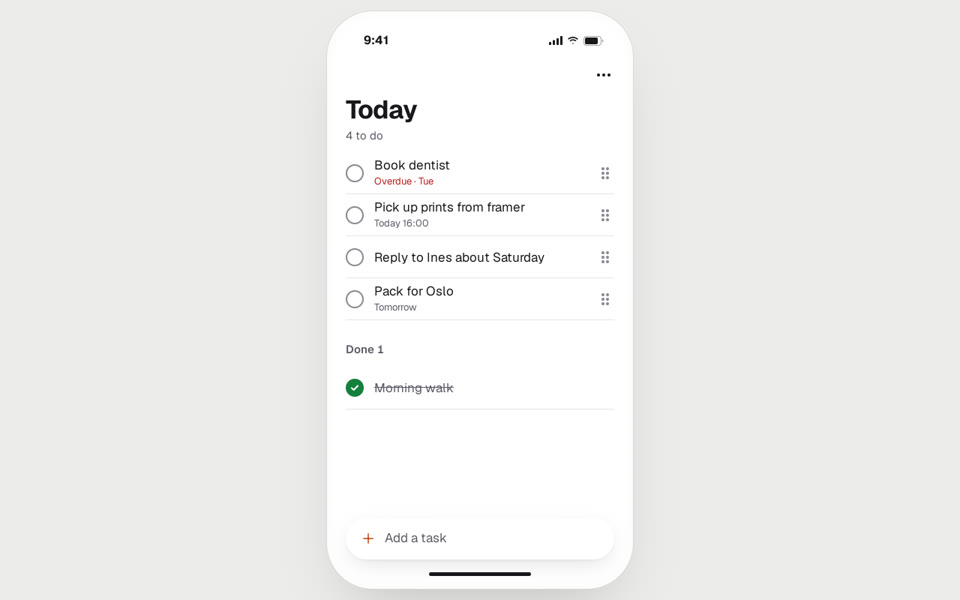 9:41
Today
4 to do
Book dentist
Overdue · Tue
Pick up prints from framer
Today 16:00
Reply to Ines about Saturday
Pack for Oslo
Tomorrow
Done 1
Morning walk
Add a task